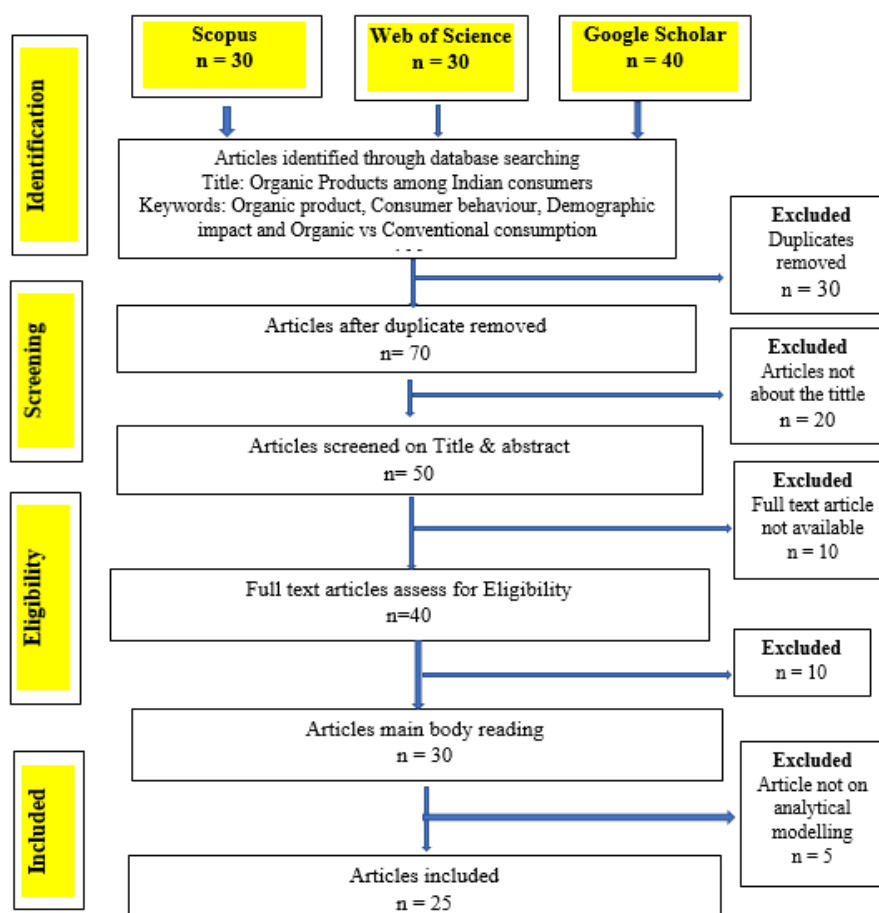 Scopus
n = 30
Web of Science
n = 30
Google Scholar
n = 40
Identification
Articles identified through database searching
Title: Organic Products among Indian consumers
Keywords: Organic product, Consumer behaviour, Demographic
impact and Organic vs Conventional consumption
Excluded
Duplicates
removed
n = 30
Screening
Articles after duplicate removed
n= 70
Excluded
Articles not
about the tittle
n = 20
Articles screened on Title & abstract
n= 50
Excluded
Full text article
not available
n = 10
Eligibility
Full text articles assess for Eligibility
n=40
Excluded
n = 10
Articles main body reading
n = 30
Included
Excluded
Article not on
analytical
modelling
n = 5
Articles included
n = 25